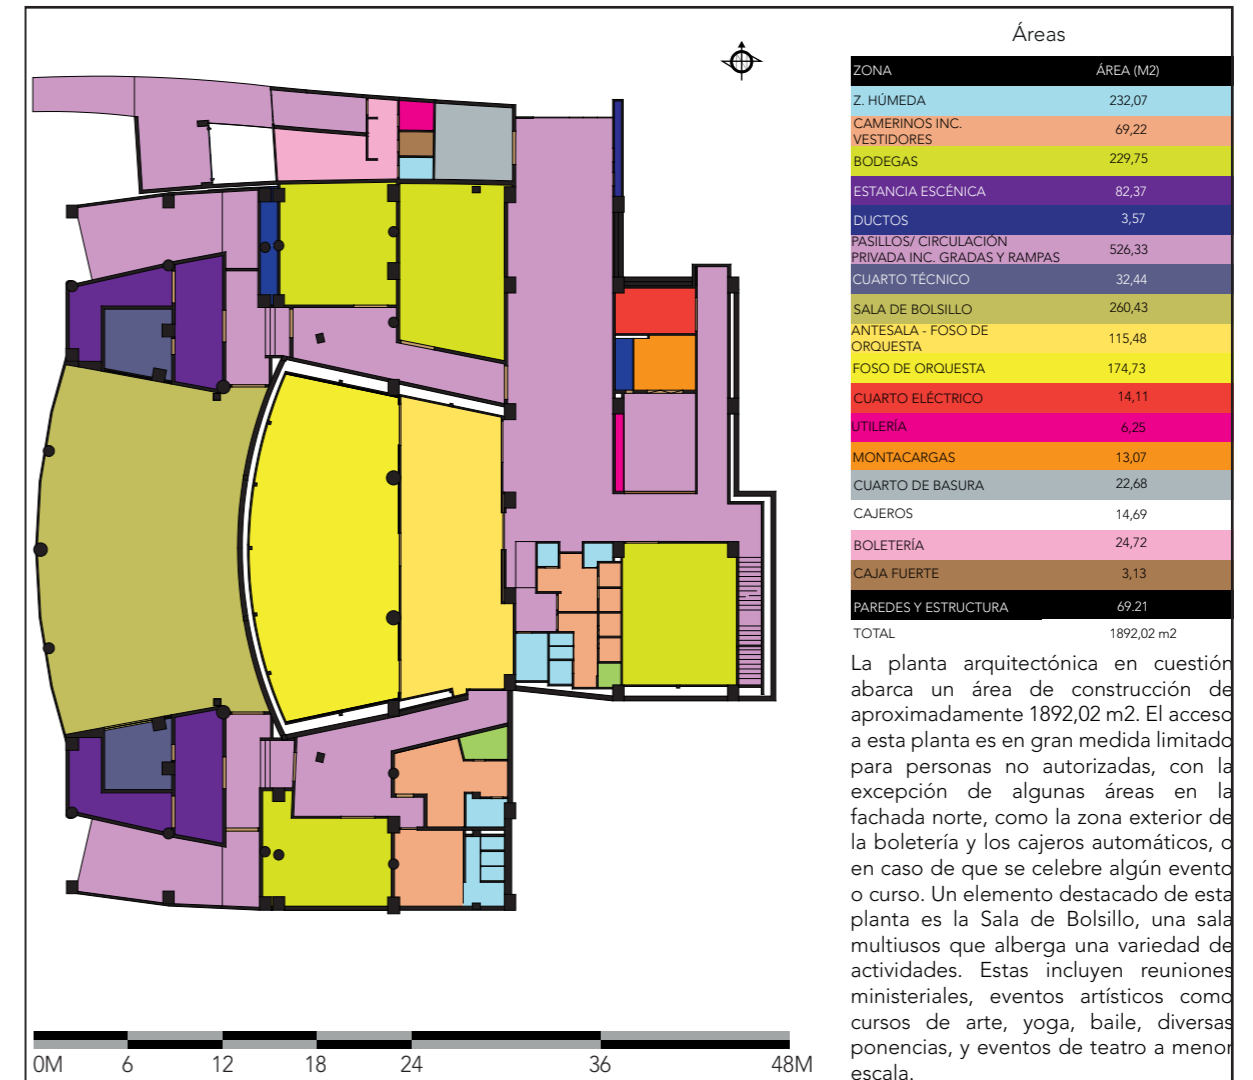 Áreas
ZONA ÁREA (M2)
Z. HÚMEDA 232,07
CAMERINOS INC.
VESTIDORES 69,22
BODEGAS 229,75
ESTANCIA ESCÉNICA 82,37
DUCTOS 3,57
PASILLOS/ CIRCULACIÓN
PRIVADA INC. GRADAS Y RAMPAS 526,33
CUARTO TÉCNICO 32,44
SALA DE BOLSILLO 260,43
ANTESALA - FOSO DE
ORQUESTA 115,48
FOSO DE ORQUESTA 174,73
CUARTO ELÉCTRICO 14,11
UTILERÍA 6,25
MONTACARGAS 13,07
CUARTO DE BASURA 22,68
CAJEROS 14,69
BOLETERÍA 24,72
CAJA FUERTE 3,13
PAREDES Y ESTRUCTURA 69.21
TOTAL 1892,02 m2
La planta arquitectónica en cuestión
abarca un área de construcción de
aproximadamente 1892,02 m2. El acceso
a esta planta es en gran medida limitado
para personas no autorizadas, con la
excepción de algunas áreas en la
fachada norte, como la zona exterior de
la boletería y los cajeros automáticos, o
en caso de que se celebre algún evento
o curso. Un elemento destacado de esta
planta es la Sala de Bolsillo, una sala
multiusos que alberga una variedad de
actividades. Estas incluyen reuniones
ministeriales, eventos artísticos como
cursos de arte, yoga, baile, diversas
ponencias, y eventos de teatro a menor
escala.
0M 6 12 18 24 36 48M